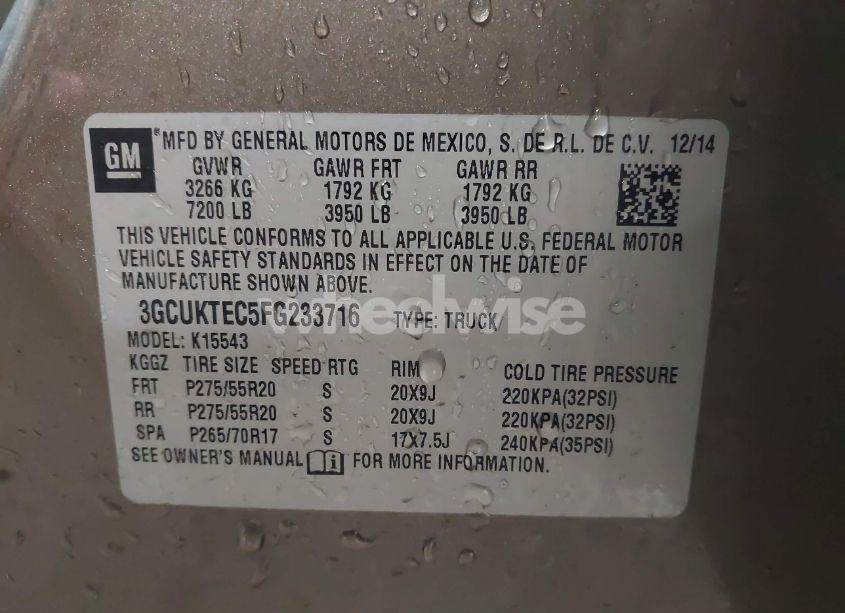 GM ® MFD BY GENERAL MOTORS DE MEXICO, S. DE R.L. DE C.V. 12/14
GVWR GAWR FRT GAWR RR
3266 KG 1792 KG 1792 KG
7200 LB 3950 LB 3950 LB
THIS VEHICLE CONFORMS TO ALL APPLICABLE U.S. FEDERAL MOTOR
VEHICLE SAFETY STANDARDS IN EFFECT ON THE DATE OF
MANUFACTURE SHOWN ABOVE.
3GCUKTEC5FG233716 TYPE: TRUCK
wheelwise
MODEL: K15543
KGGZ TIRE SIZE SPEED RTG RIM COLD TIRE PRESSURE
FRT P275/55R20 S 20X9J 220KPA(32PSI)
RR P275/55R20 S 20X9J 220KPA(32PSI)
SPA P265/70R17 S 17X7.5J 240KPA(35PSI)
SEE OWNER'S MANUAL FOR MORE INFORMATION.